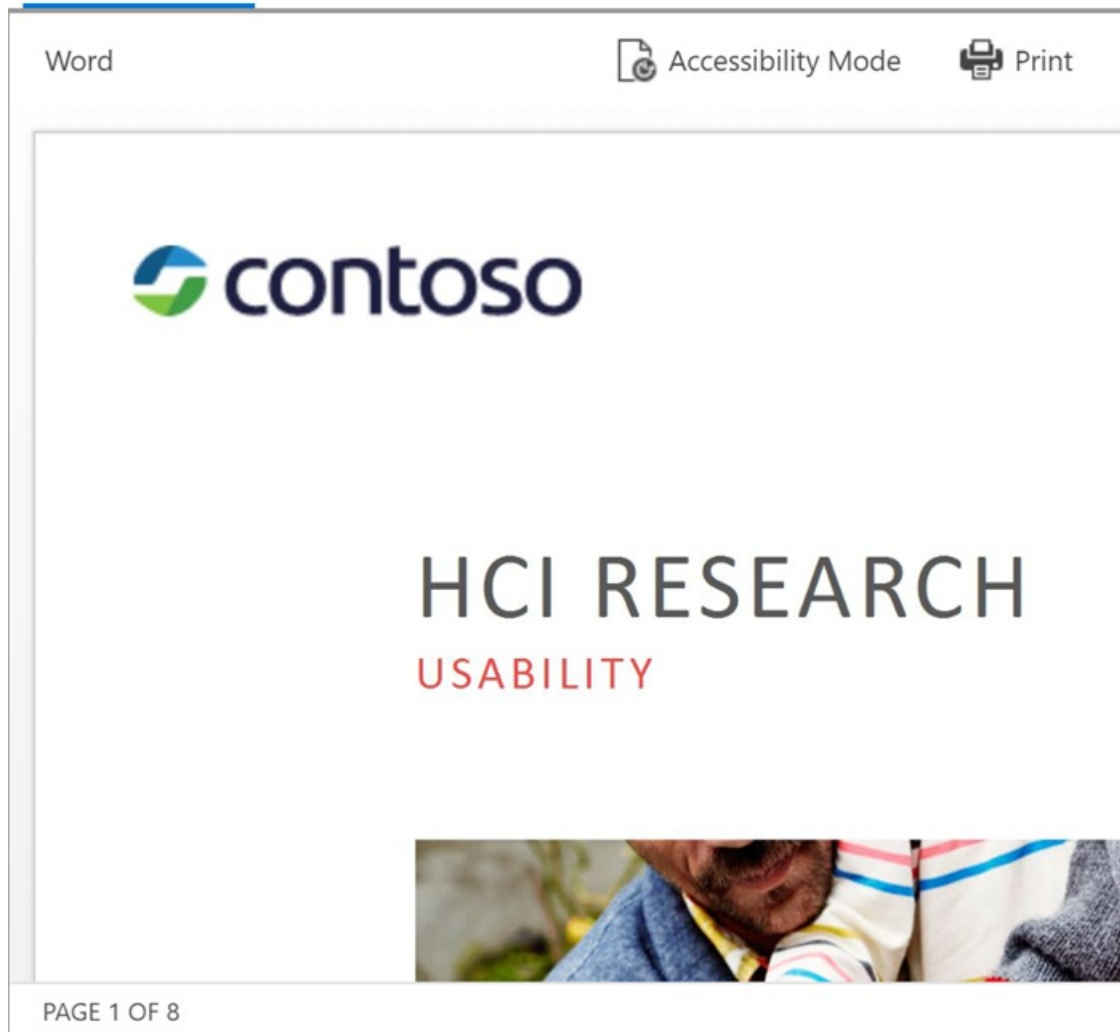 Word Accessibility Mode Print
contoso
HCI RESEARCH
USABILITY
PAGE 1 OF 8